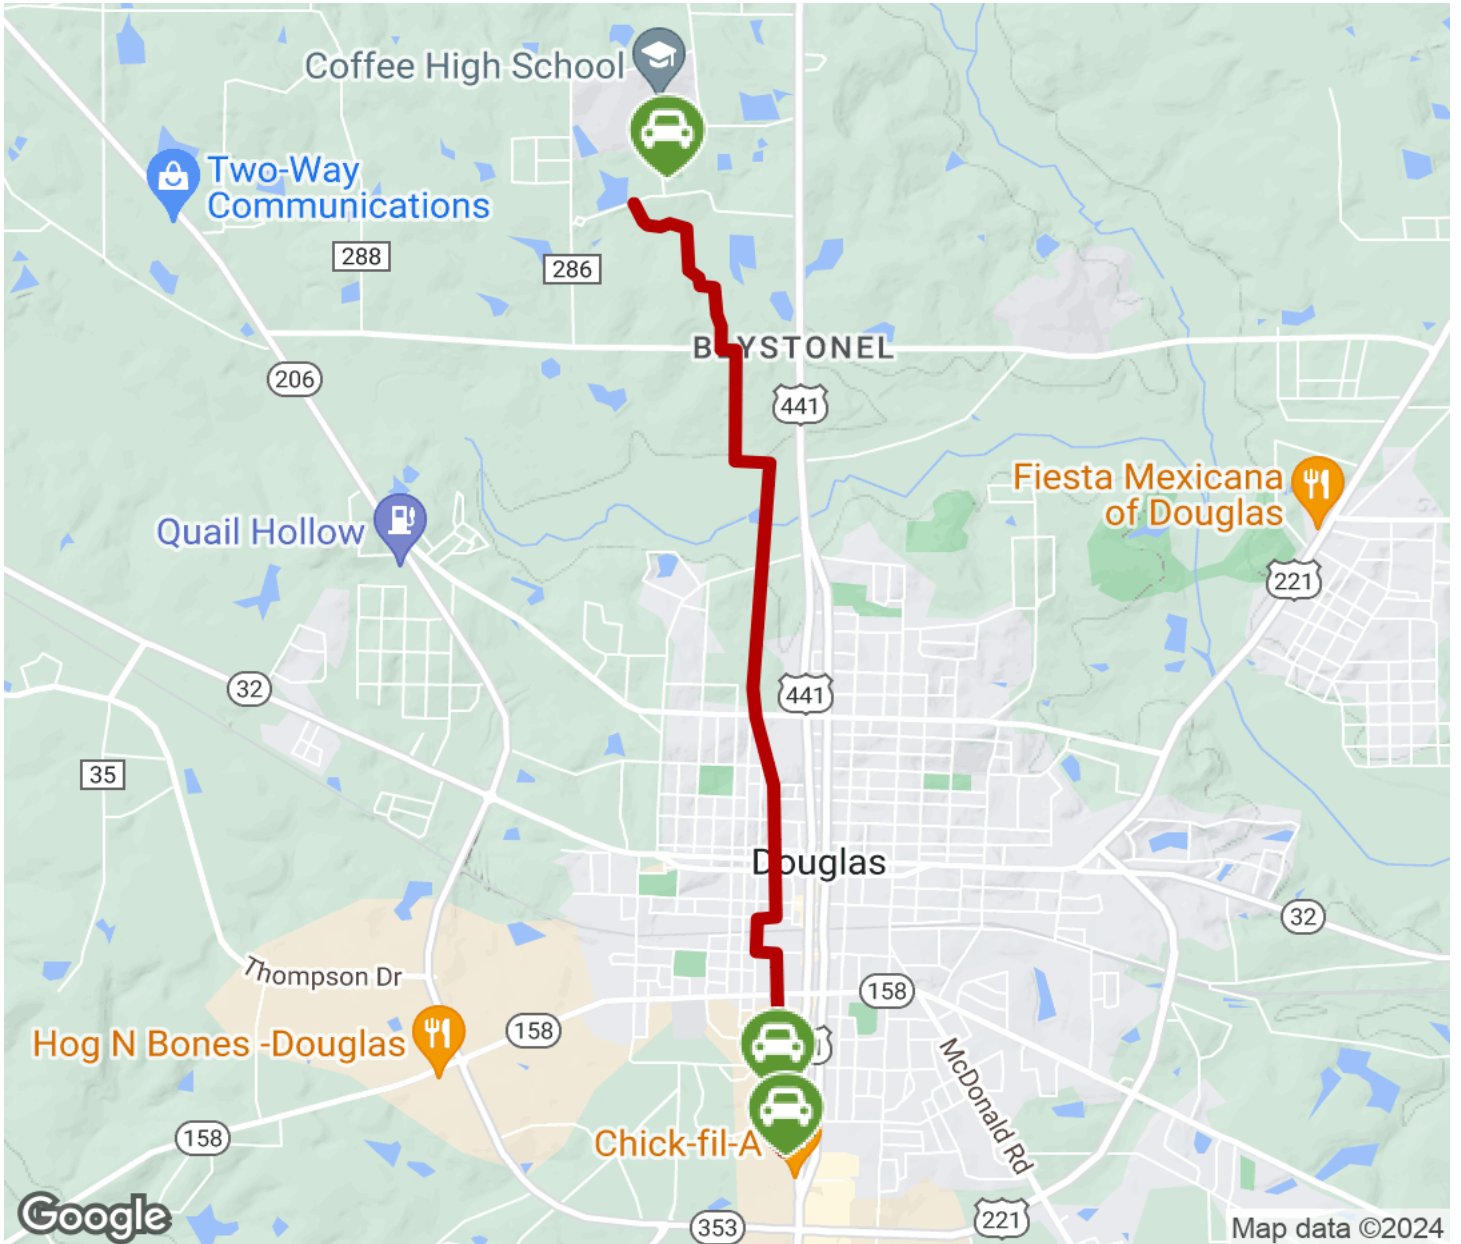 Coffee High School
Two-Way
Communications
288
286
BLYSTONEL
206
441
Fiesta Mexicana
of Douglas
Quail Hollow
221
32
441
35
Douglas
32
Thompson Dr
158
158
Hog N Bones -Douglas
McDonald Rd
158
Chick-fil-A
Google
353
221
Map data ©2024